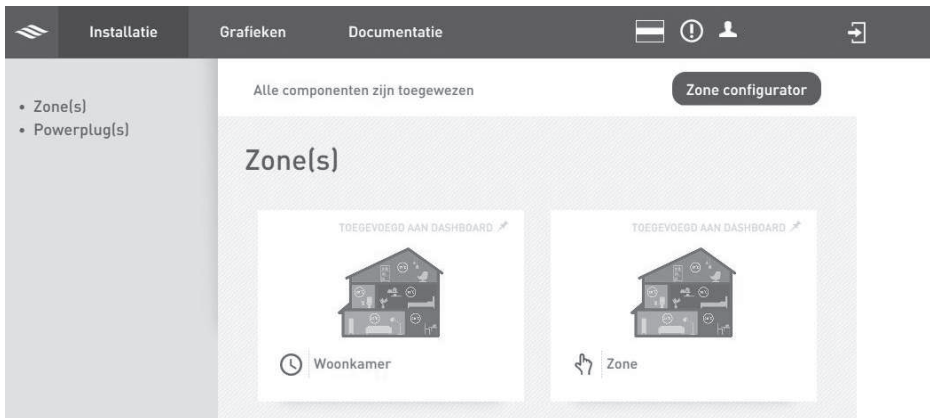 Installatie
Grafieken
Documentatie
• Zone(s)
• Powerplug(s)
Alle componenten zijn toegewezen
Zone configurator
Zone(s)
TOEGEVOEGD AAN DASHBOARD
TOEGEVOEGD AAN DASHBOARD
Woonkamer
Zone